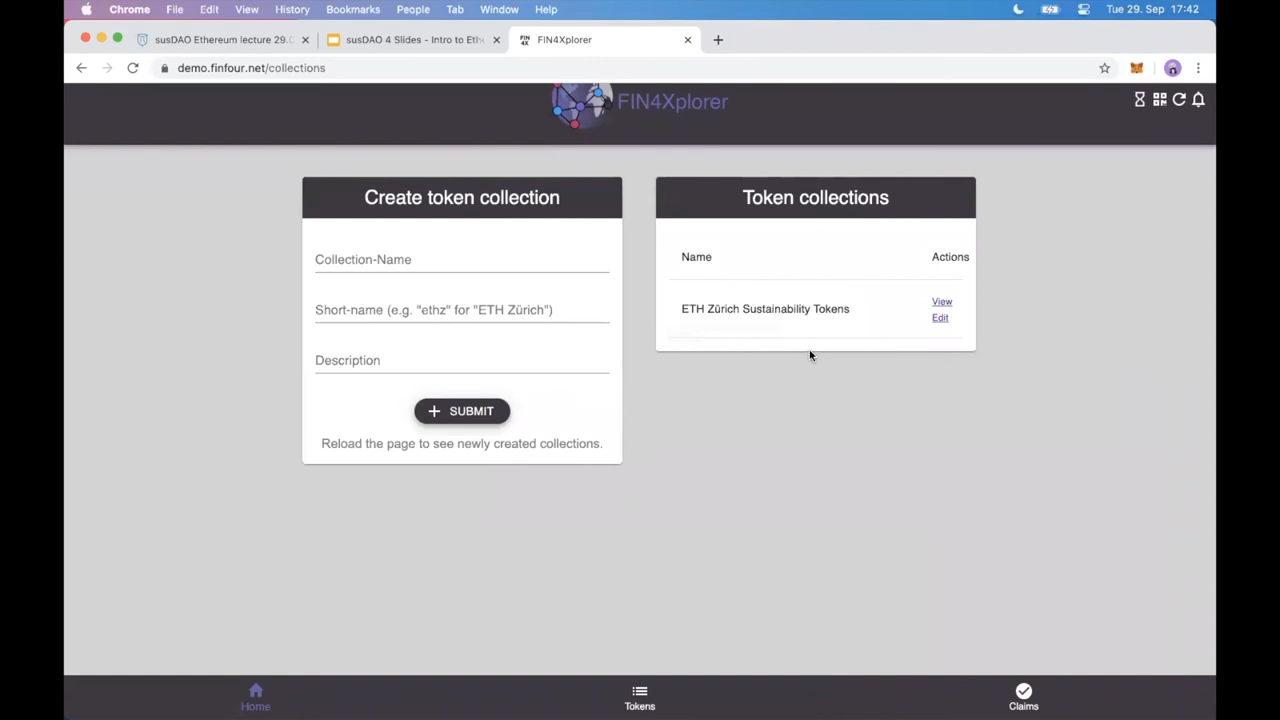 Chrome File Edit View History Bookmarks People Tab Window Help Tue 29. Sep 17:42
susDAO Ethereum lecture 29. susDAO 4 Slides - Intro to Eth FIN4Xplorer
demo.finfour.net/collections
FIN4Xplorer
Create token collection
Collection-Name
Short-name (e.g. "ethz" for "ETH Zürich")
Description
SUBMIT
Reload the page to see newly created collections.
Token collections
Name Actions
ETH Zürich Sustainability Tokens
View
Edit
Home Tokens Claims